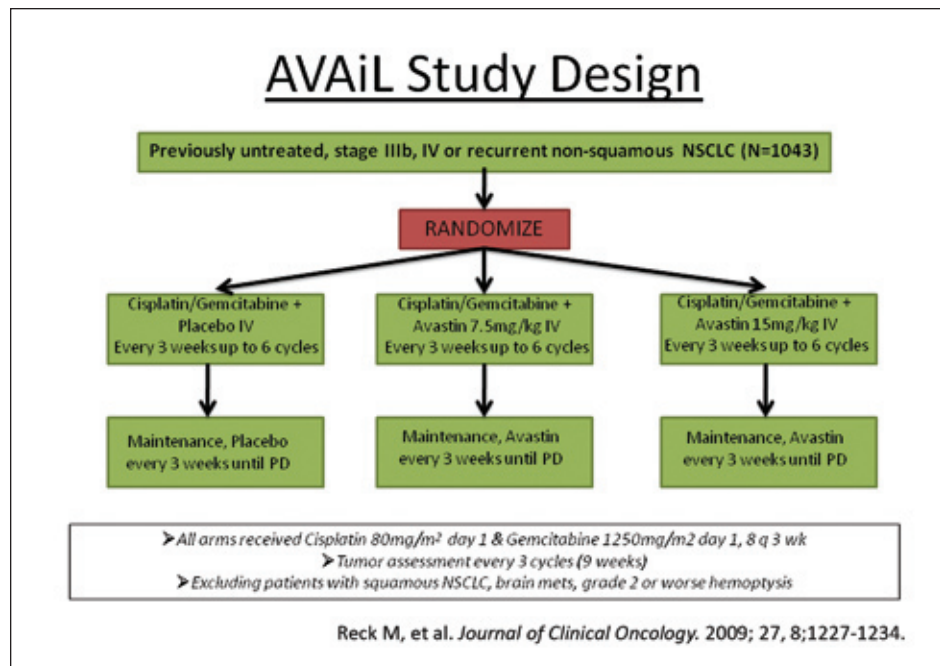 AVAiL Study Design
Previously untreated, stage IIIb, IV or recurrent non-squamous NSCLC (N=1043)
RANDOMIZE
Cisplatin/Gemcitabine +
Placebo IV
Every 3 weeks up to 6 cycles
Cisplatin/Gemcitabine +
Avastin 7.5mg/kg IV
Every 3 weeks up to 6 cycles
Cisplatin/Gemcitabine +
Avastin 15mg/kg IV
Every 3 weeks up to 6 cycles
Maintenance, Placebo
every 3 weeks until PD
Maintenance, Avastin
every 3 weeks until PD
Maintenance, Avastin
every 3 weeks until PD
➤All arms received Cisplatin 80mg/m² day 1 & Gemcitabine 1250mg/m2 day 1, 8 q 3 wk
➤Tumor assessment every 3 cycles (9 weeks)
➤Excluding patients with squamous NSCLC, brain mets, grade 2 or worse hemoptysis
Reck M, et al. Journal of Clinical Oncology. 2009; 27, 8;1227-1234.